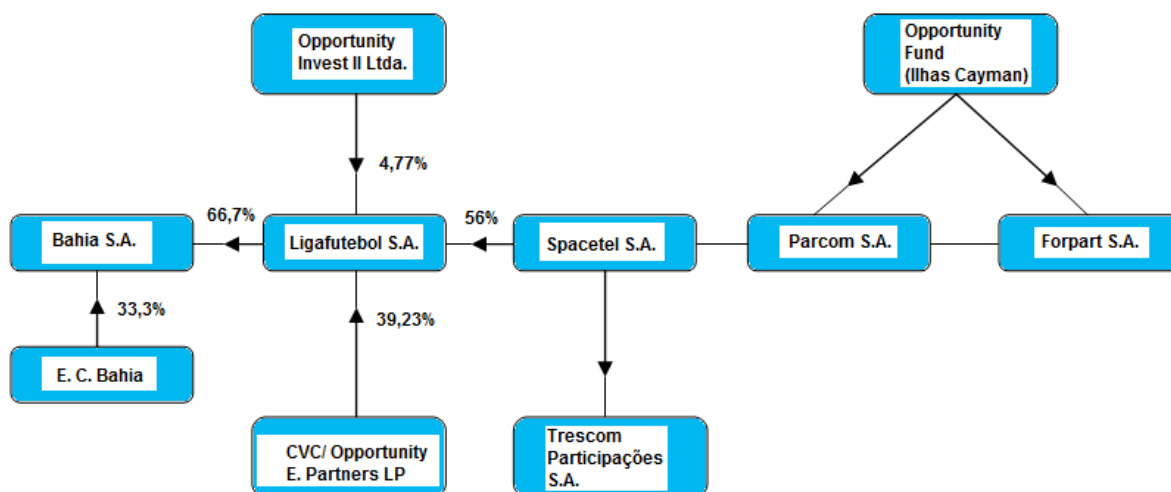 Opportunity
Invest II Ltda.
Opportunity
Fund
(Ilhas Cayman)
4,77%
66,7%
56%
Bahia S.A.
Ligafutebol S.A.
Spacetel S.A.
Parcom S.A.
Forpart S.A.
33,3%
39,23%
E. C. Bahia
CVC/ Opportunity
E. Partners LP
Trescom
Participações
S.A.